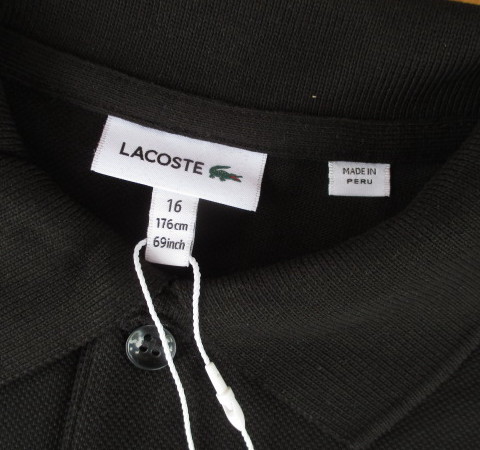 LACOSTE
16
176cm
69inch
MADE IN
PERU